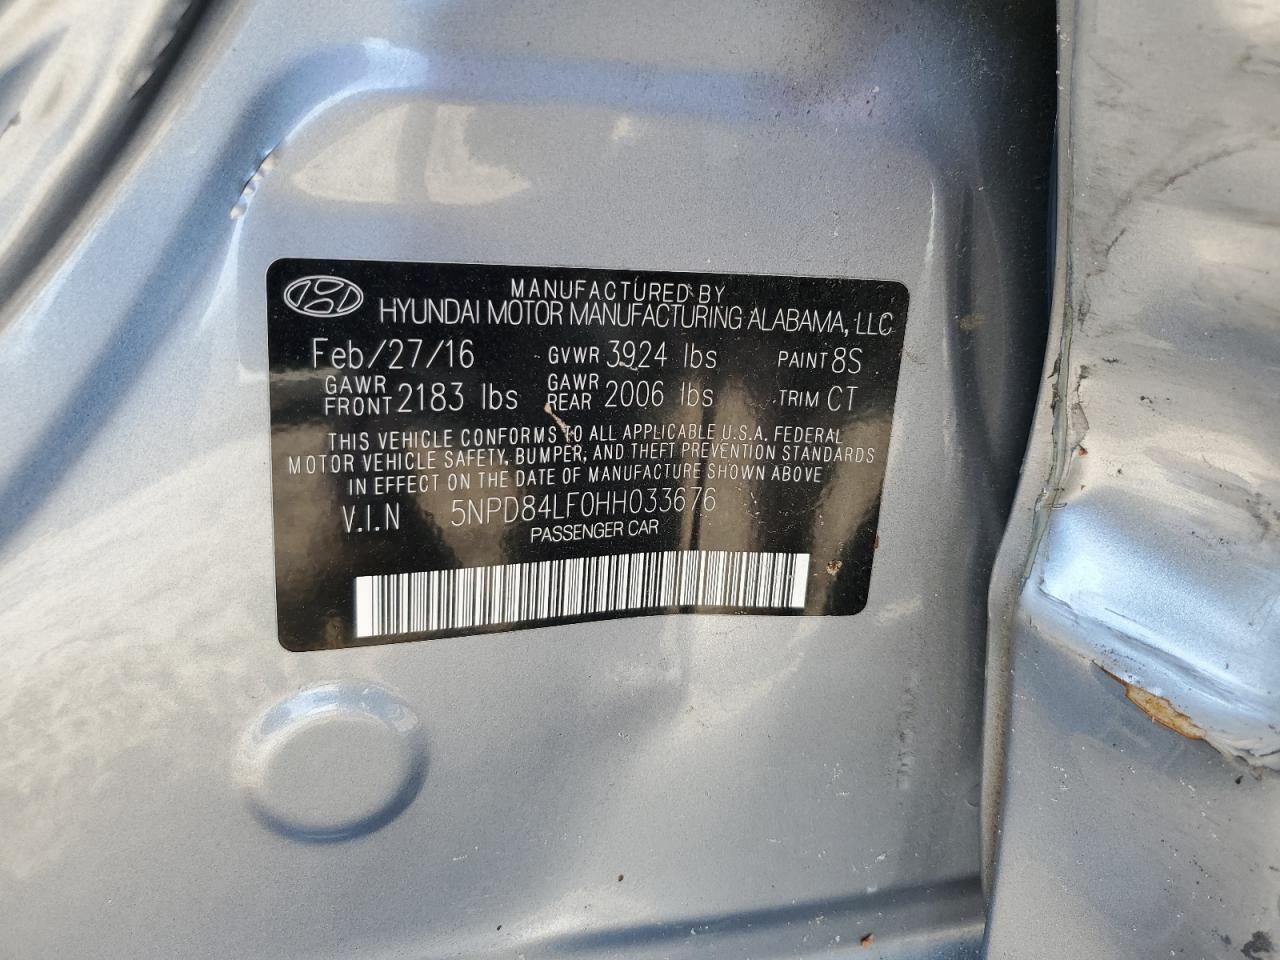 MANUFACTURED BY
HYUNDAI MOTOR MANUFACTURING ALABAMA, LLC
Feb/27/16 GVWR 3924 lbs PAINT 8S
GAWR FRONT 2183 lbs GAWR REAR 2006 lbs TRIM CT
THIS VEHICLE CONFORMS TO ALL APPLICABLE U.S.A. FEDERAL
MOTOR VEHICLE SAFETY, BUMPER, AND THEFT PREVENTION STANDARDS
IN EFFECT ON THE DATE OF MANUFACTURE SHOWN ABOVE
V.I.N 5NPD84LF0HH033676
PASSENGER CAR